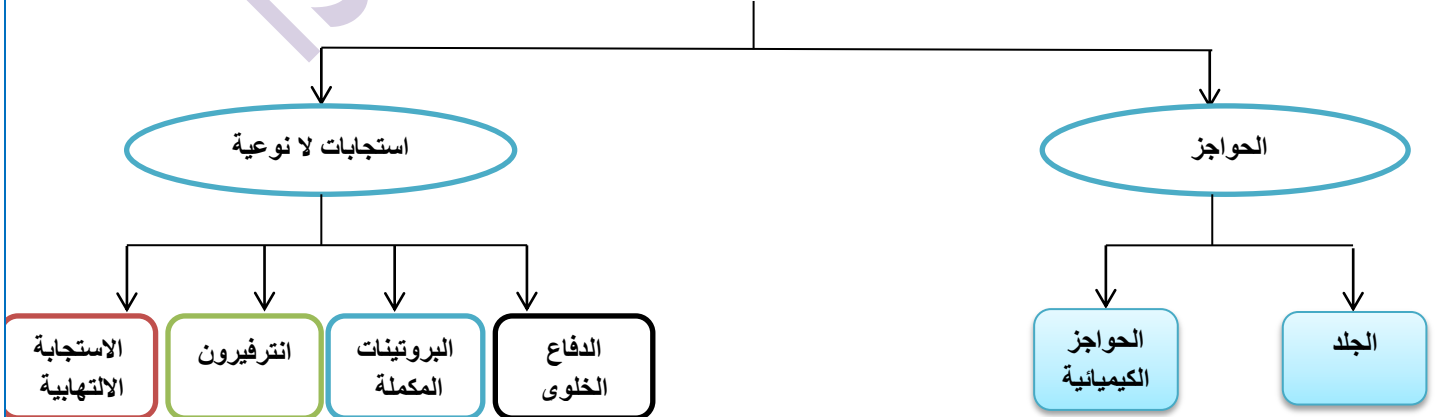 الحواجز
استجابات لا نوعية
الجلد
الحواجز
الكيميائية
الدفاع
الخلوى
البروتينات
المكملة
انترفيرون
الاستجابة
الالتهابية